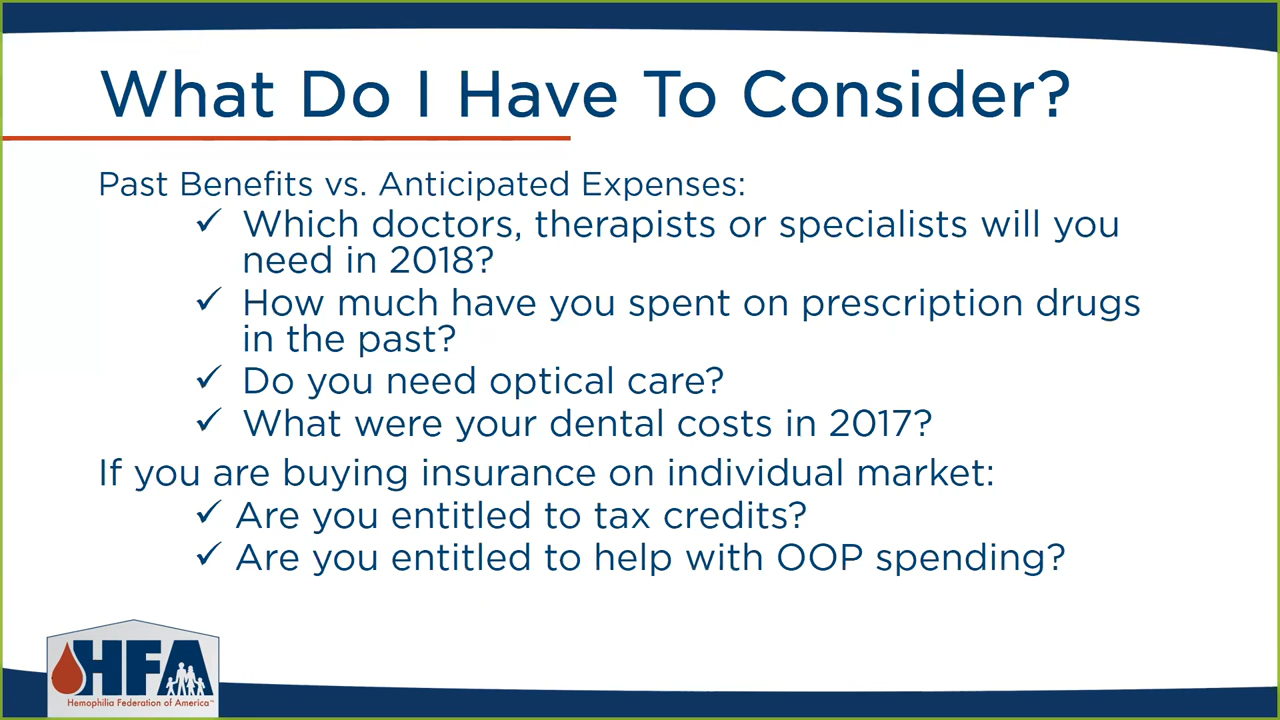 What Do I Have To Consider?
Past Benefits vs. Anticipated Expenses:
✓ Which doctors, therapists or specialists will you
need in 2018?
✓ How much have you spent on prescription drugs
in the past?
✓ Do you need optical care?
✓ What were your dental costs in 2017?
If you are buying insurance on individual market:
✓ Are you entitled to tax credits?
✓ Are you entitled to help with OOP spending?
HFA
Hemophilia Federation of America™